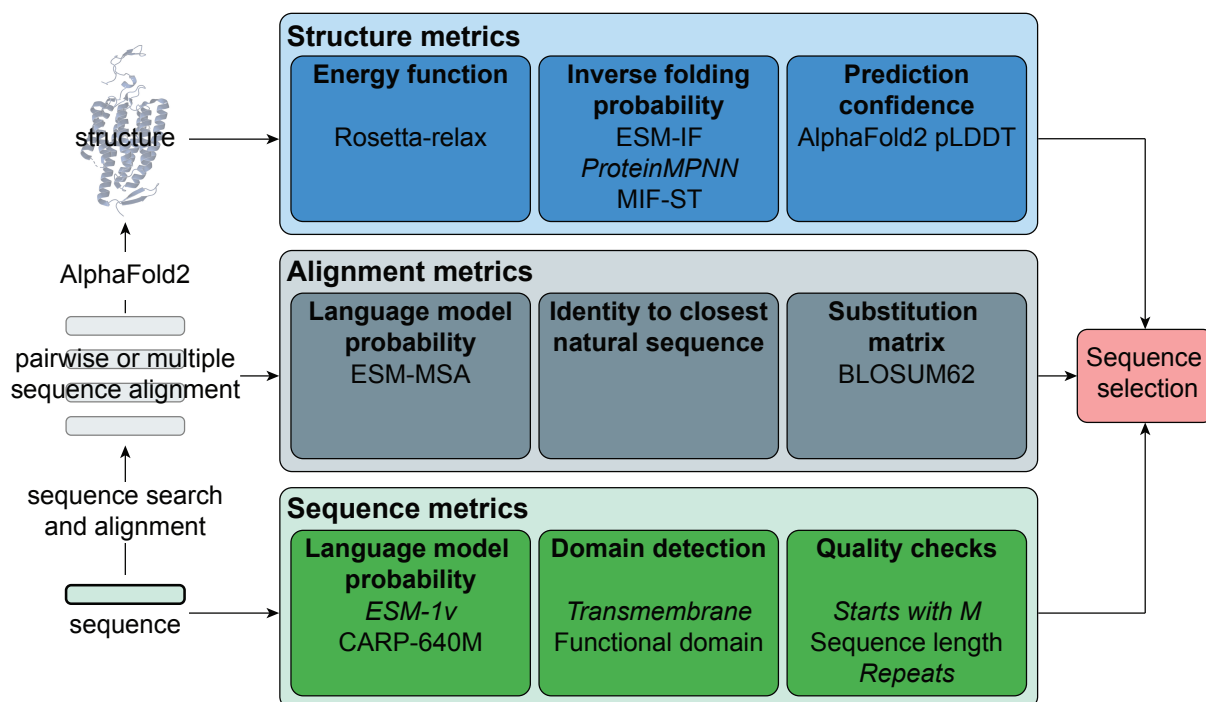 Structure metrics
Energy function
Rosetta-relax
Inverse folding
probability
ESM-IF
ProteinMPNN
MIF-ST
Prediction
confidence
AlphaFold2 pLDDT
structure
AlphaFold2
Alignment metrics
Language model
probability
ESM-MSA
Identity to closest
natural sequence
Substitution
matrix
BLOSUM62
pairwise or multiple
sequence alignment
Sequence
selection
sequence search
and alignment
Sequence metrics
Language model
probability
ESM-1v
CARP-640M
Domain detection
Transmembrane
Functional domain
Quality checks
Starts with M
Sequence length
Repeats
sequence